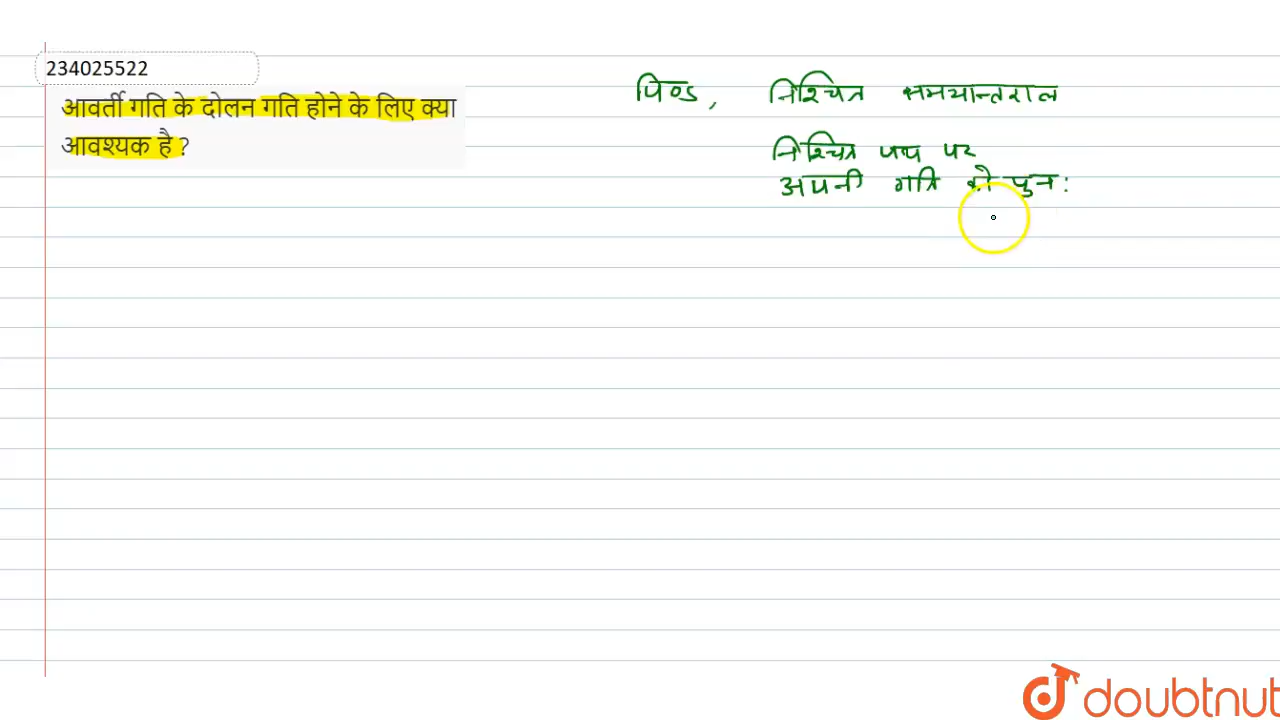 234025522
आवर्ती गति के दोलन गति होने के लिए क्या
आवश्यक है ?
पिण्ड, निश्चित समयान्तराल
निश्चित पथ पर
अपनी गति को पुनः
doubtnut